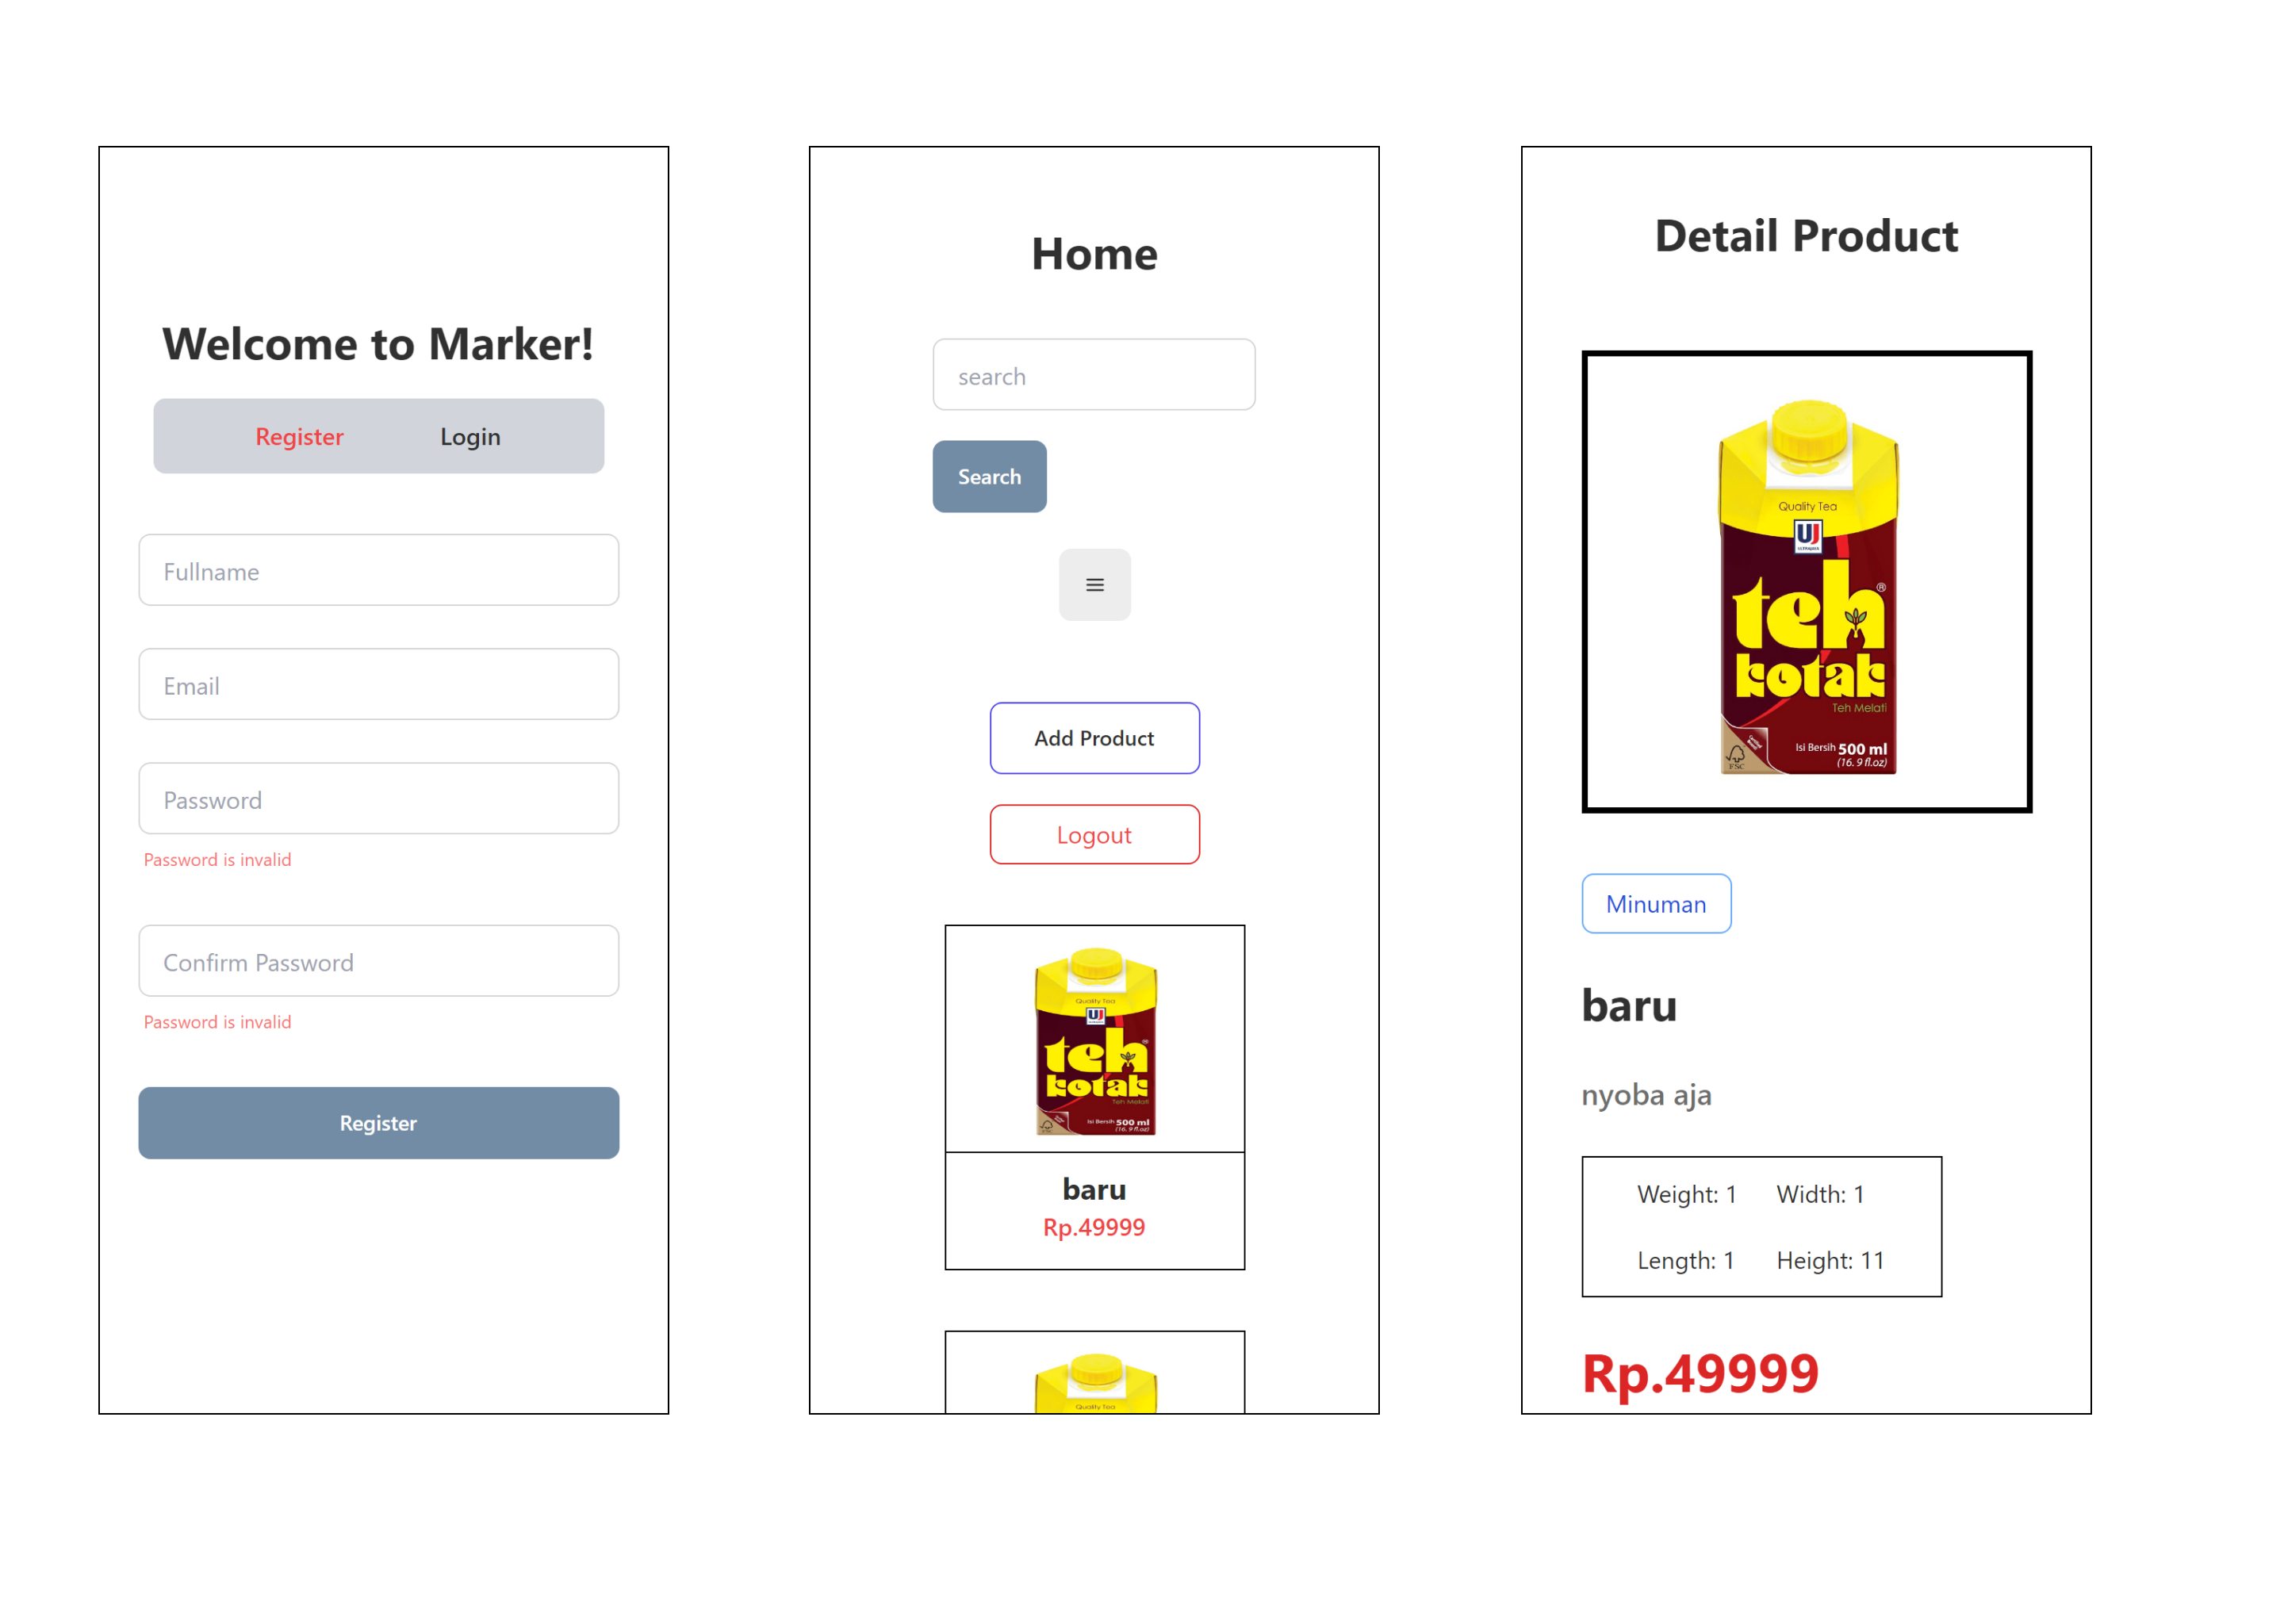 Welcome to Marker!
Register Login
Fullname
Email
Password
Password is invalid
Confirm Password
Password is invalid
Register
Home
search
Search
Add Product
Logout
Quality Tea
UJ
teh
kotak
Teh Melati
Isi Bersih 500 ml
(16. 9 fl.oz)
FSC
baru
Rp.49999
Quality Tea
Detail Product
Quality Tea
UJ
ULTRAJAYA
teh®
kotak
Teh Melati
Isi Bersih 500 ml
(16. 9 fl.oz)
FSC
Minuman
baru
nyoba aja
Weight: 1 Width: 1
Length: 1 Height: 11
Rp.49999